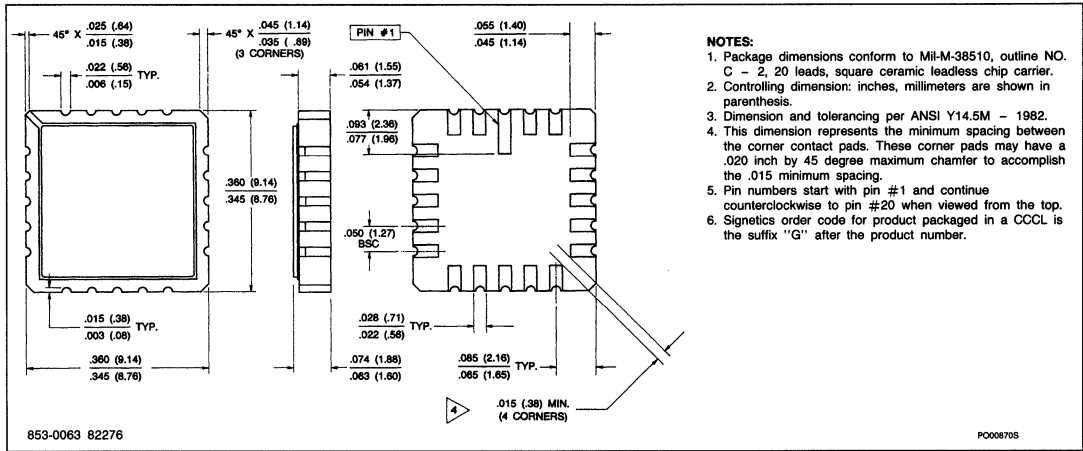 45° X .025 (.64)
.015 (.38)
45° X .045 (1.14)
.035 ( .89)
(3 CORNERS)
PIN #1
.055 (1.40)
.045 (1.14)
.022 (.56)
.006 (.15) TYP.
.061 (1.55)
.054 (1.37)
.093 (2.36)
.077 (1.96)
.360 (9.14)
.345 (8.76)
.050 (1.27)
BSC
.015 (.38)
.003 (.08) TYP.
.028 (.71)
.022 (.56) TYP.
.360 (9.14)
.345 (8.76)
.074 (1.88)
.063 (1.60)
.085 (2.16)
.065 (1.65) TYP.
4
.015 (.38) MIN.
(4 CORNERS)
NOTES:
1. Package dimensions conform to Mil-M-38510, outline NO.
C – 2, 20 leads, square ceramic leadless chip carrier.
2. Controlling dimension: inches, millimeters are shown in
parenthesis.
3. Dimension and tolerancing per ANSI Y14.5M – 1982.
4. This dimension represents the minimum spacing between
the corner contact pads. These corner pads may have a
.020 inch by 45 degree maximum chamfer to accomplish
the .015 minimum spacing.
5. Pin numbers start with pin #1 and continue
counterclockwise to pin #20 when viewed from the top.
6. Signetics order code for product packaged in a CCCL is
the suffix "G" after the product number.
853-0063 82276
PO00870S